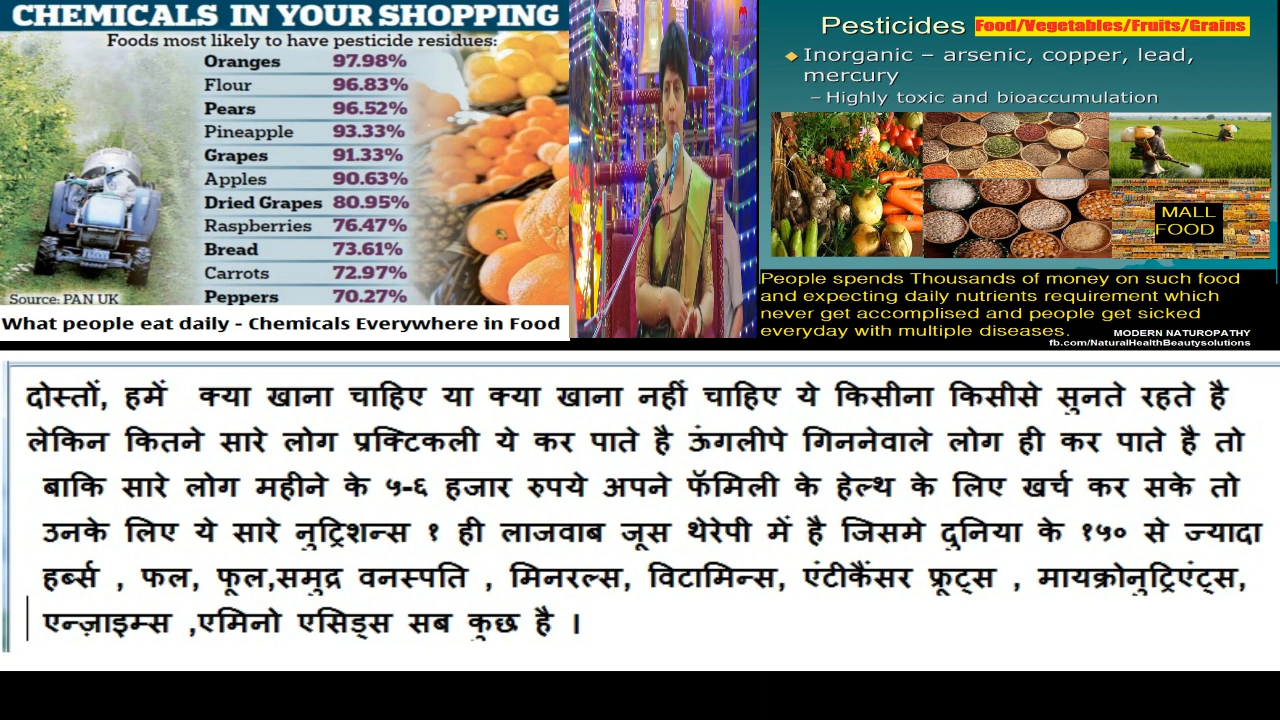 CHEMICALS IN YOUR SHOPPING
Foods most likely to have pesticide residues:
Oranges 97.98%
Flour 96.83%
Pears 96.52%
Pineapple 93.33%
Grapes 91.33%
Apples 90.63%
Dried Grapes 80.95%
Raspberries 76.47%
Bread 73.61%
Carrots 72.97%
Peppers 70.27%
Source: PAN UK
What people eat daily - Chemicals Everywhere in Food
Pesticides Food/Vegetables/Fruits/Grains
Inorganic – arsenic, copper, lead,
mercury
– Highly toxic and bioaccumulation
MALL
FOOD
People spends Thousands of money on such food
and expecting daily nutrients requirement which
never get accomplised and people get sicked
everyday with multiple diseases.
MODERN NATUROPATHY
fb.com/NaturalHealthBeautysolutions
दोस्तों, हमें क्या खाना चाहिए या क्या खाना नहीं चाहिए ये किसीना किसीसे सुनते रहते है
लेकिन कितने सारे लोग प्रक्टिकली ये कर पाते है ऊंगलीपे गिननेवाले लोग ही कर पाते है तो
बाकि सारे लोग महीने के ५-६ हजार रुपये अपने फॅमिली के हेल्थ के लिए खर्च कर सके तो
उनके लिए ये सारे नुट्रिशन्स १ ही लाजवाब जूस थेरेपी में है जिसमे दुनिया के १५० से ज्यादा
हर्ब्स , फल, फूल,समुद्र वनस्पति , मिनरल्स, विटामिन्स, एंटीकैंसर फ्रूट्स , मायक्रोनुट्रिएंट्स,
एन्ज़ाइम्स ,एमिनो एसिड्स सब कुछ है ।